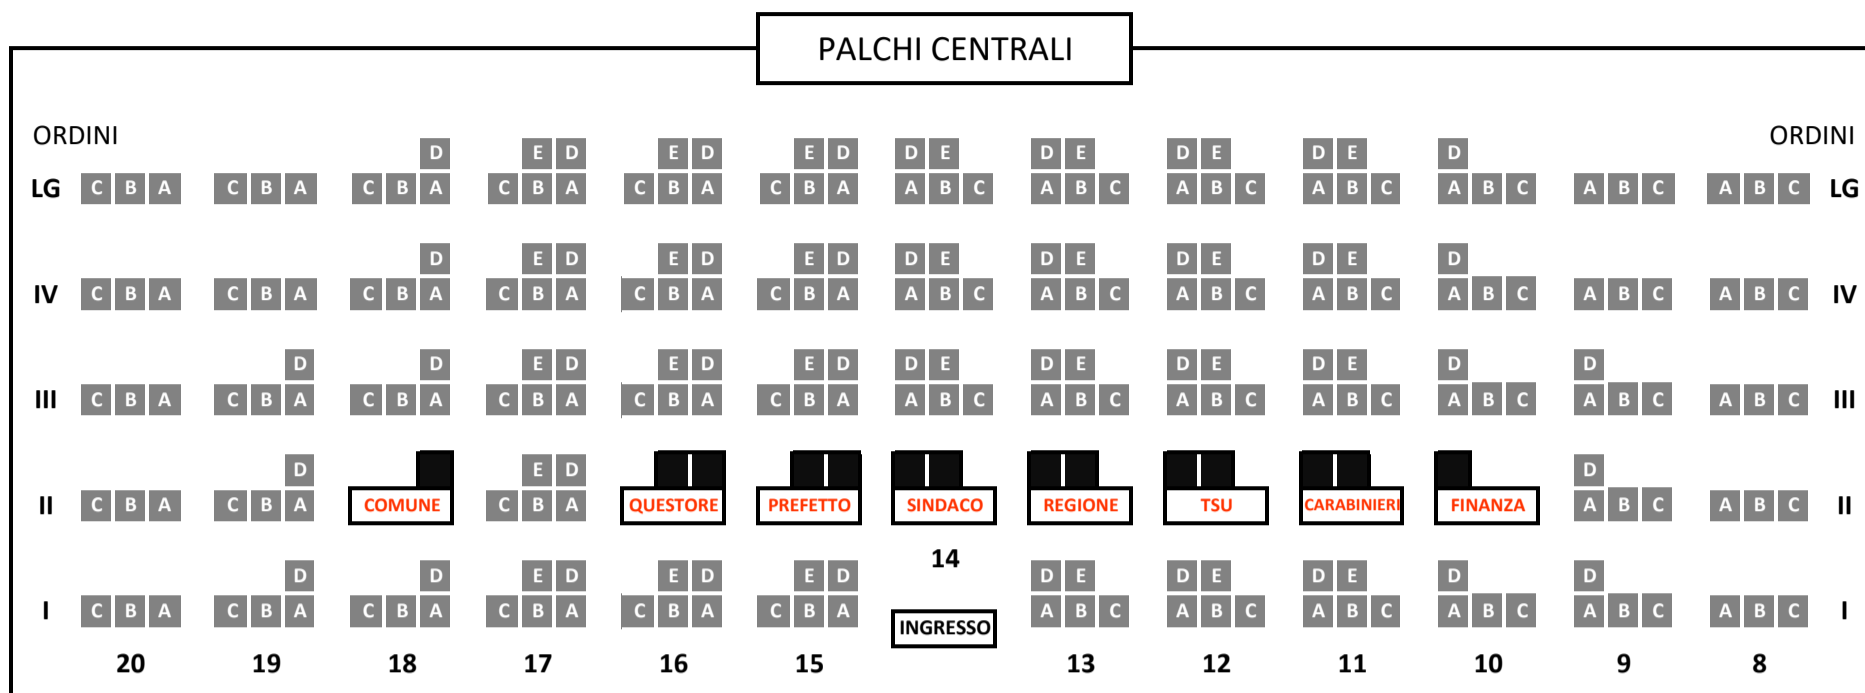 PALCHI CENTRALI
ORDINI ORDINI
D E D E D E D D E D E D E D E D
LG C B A C B A C B A C B A C B A C B A A B C A B C A B C A B C A B C A B C A B C LG
D E D E D E D D E D E D E D E D
IV C B A C B A C B A C B A C B A C B A A B C A B C A B C A B C A B C A B C A B C IV
D D E D E D E D D E D E D E D E D D
III C B A C B A C B A C B A C B A C B A A B C A B C A B C A B C A B C A B C A B C III
D E D D
II C B A C B A COMUNE C B A QUESTORE PREFETTO SINDACO REGIONE TSU CARABINIERI FINANZA A B C A B C II
14
D D E D E D E D D E D E D E D D
I C B A C B A C B A C B A C B A C B A INGRESSO A B C A B C A B C A B C A B C A B C I
20 19 18 17 16 15 13 12 11 10 9 8